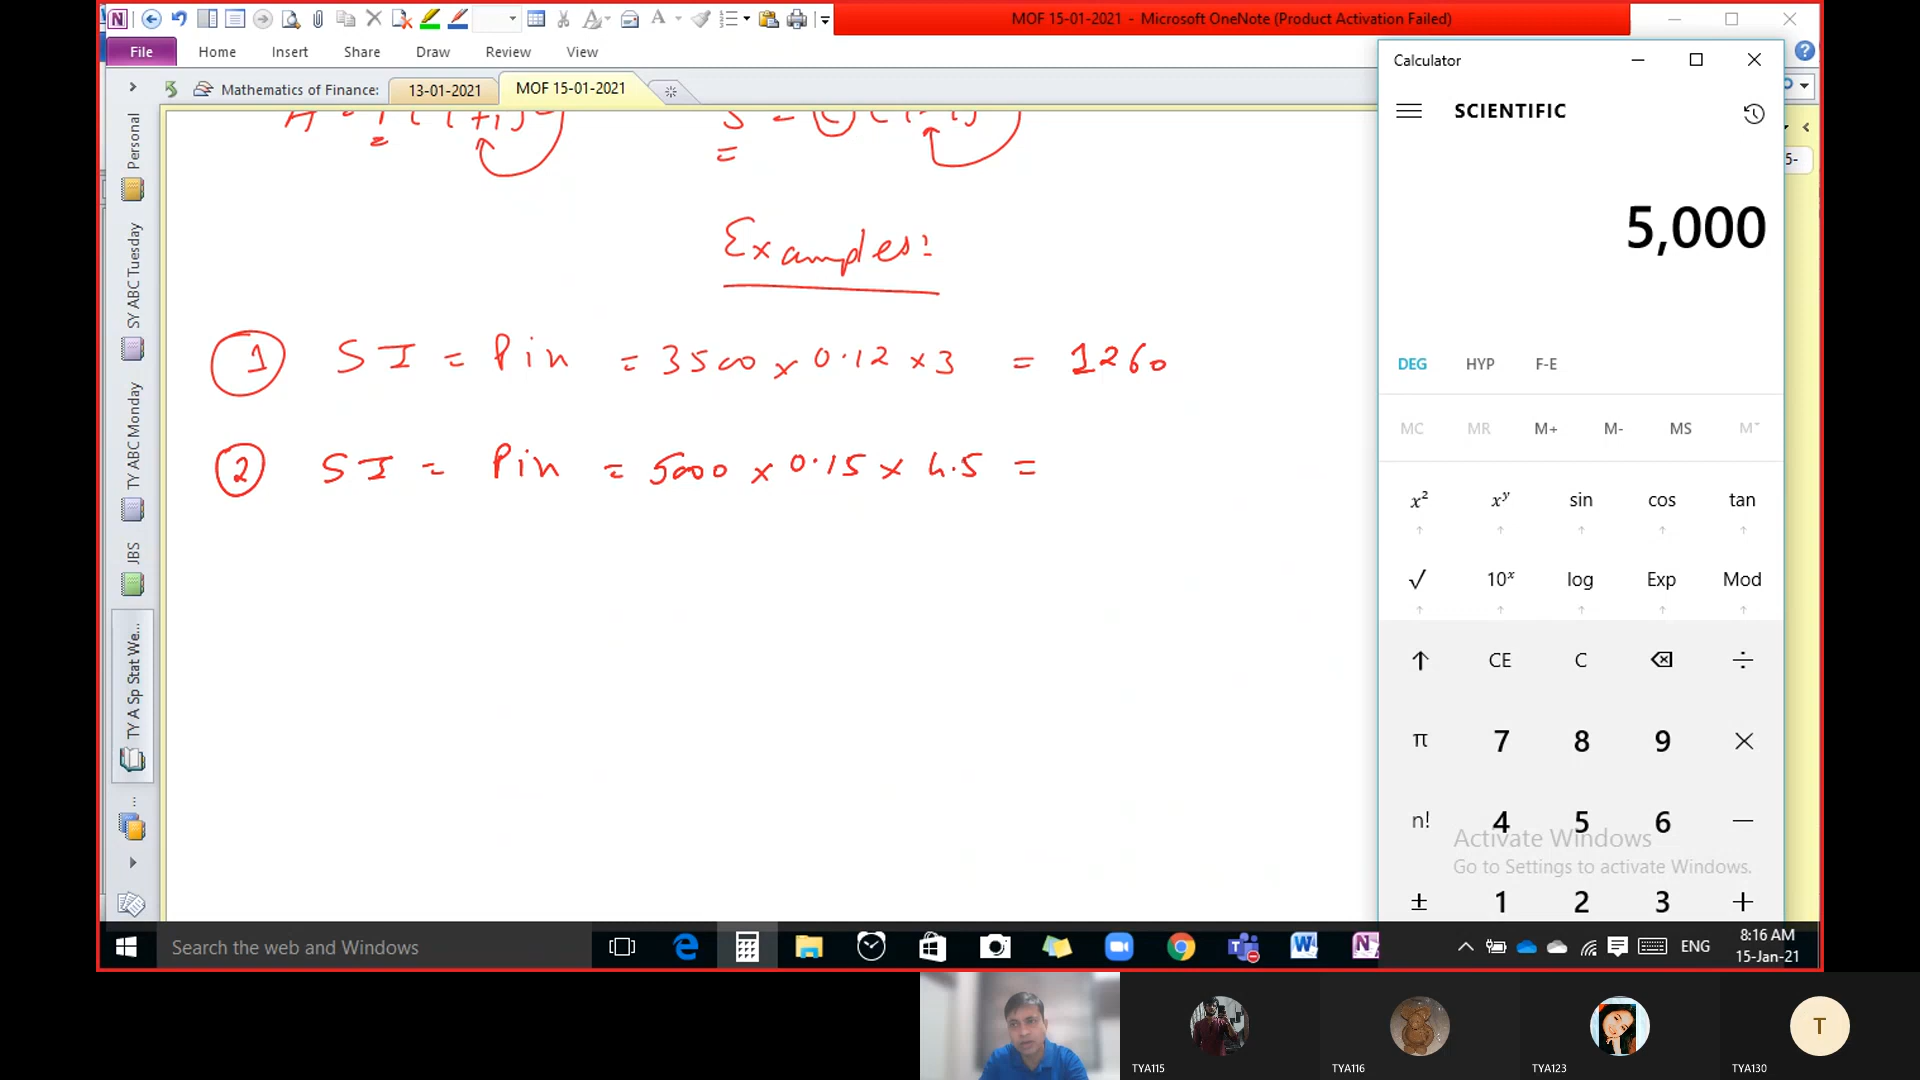 MOF 15-01-2021 - Microsoft OneNote (Product Activation Failed)
File Home Insert Share Draw Review View
Mathematics of Finance: 13-01-2021 MOF 15-01-2021
Personal
SY ABC Tuesday
TY ABC Monday
JBS
TY A Sp Stat We...
Examples:
1 SI = Pin = 3500 x 0.12 x 3 = 1260
2 SI = Pin = 5000 x 0.15 x 4.5 =
Calculator
SCIENTIFIC
5,000
DEG HYP F-E
MC MR M+ M- MS M˅
x² xʸ sin cos tan
√ 10ˣ log Exp Mod
↑ CE C ⌫ ÷
π 7 8 9 ×
n! 4 5 6 −
± 1 2 3 +
Activate Windows
Go to Settings to activate Windows.
Search the web and Windows
ENG
8:16 AM
15-Jan-21
T
TYA115 TYA116 TYA123 TYA130